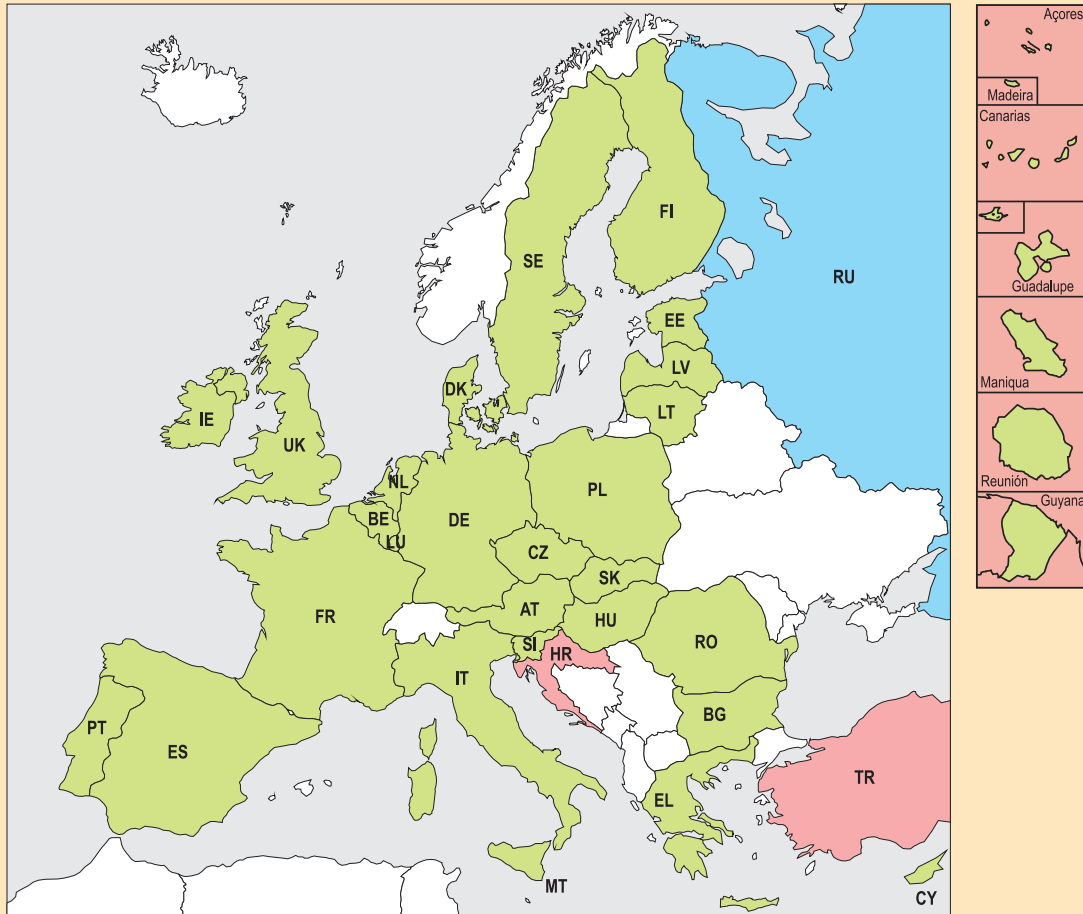 FI
SE
RU
EE
LV
DK
LT
IE
UK
NL
PL
BE
DE
LU
CZ
SK
AT
HU
FR
SI
HR
RO
IT
BG
PT
ES
TR
EL
MT
CY
Açores
Madeira
Canarias
Guadalupe
Maniqua
Reunión
Guyana